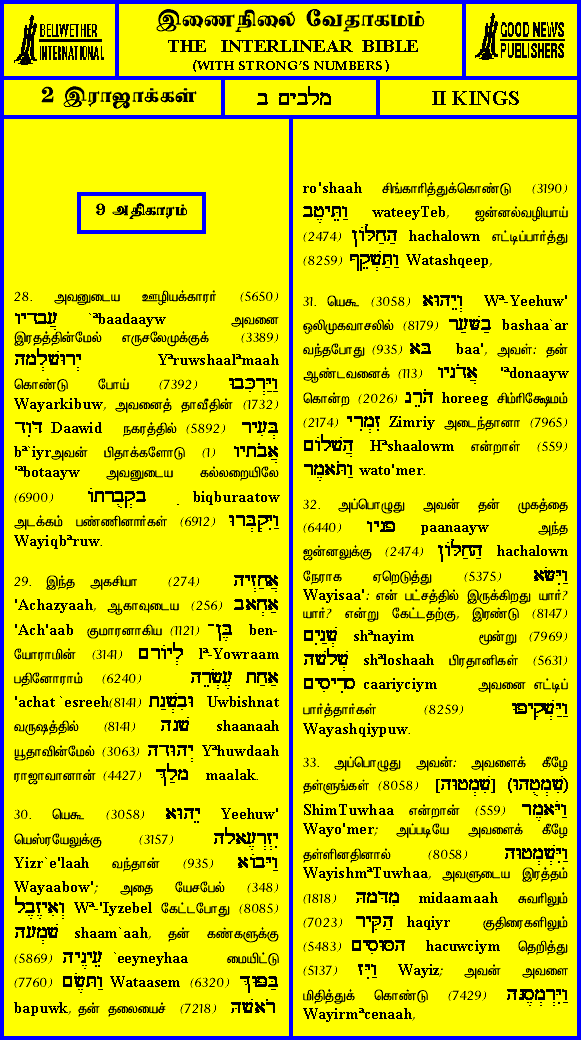 BELLWETHER
INTERNATIONAL
இணைநிலை வேதாகமம்
THE INTERLINEAR BIBLE
(WITH STRONG'S NUMBERS)
GOOD NEWS
PUBLISHERS
2 இராஜாக்கள்
מלכים ב
II KINGS
9 அதிகாரம்
28. அவனுடைய ஊழியக்காரர் (5650)
עבדיו `abaadaayw அவனை
இரதத்தின்மேல் எருசலேமுக்குக் (3389)
ירושלמה Yªruwshaalªmaah
கொண்டு போய் (7392) וַיַּרְכִּבוּ
Wayarkibuw, அவனைத் தாவீதின் (1732)
דָּוִד Daawid நகரத்தில் (5892) בְּעִיר
bª`iyrஅவன் பிதாக்களோடு (1) אֲבֹתָיו
'ªbotaayw அவனுடைய கல்லறையிலே
(6900) בִקְבֻרָתוֹ . biqburaatow
அடக்கம் பண்ணினார்கள் (6912) וַיִּקְבְּרוּ
Wayiqbªruw.
29. இந்த அகசியா (274) אֲחַזְיָה
'Achazyaah, ஆகாவுடைய (256) אַחְאָב
'Ach'aab குமாரனாகிய (1121) בֶּן־ ben-
யோராமின் (3141) לְיוֹרָם lª-Yowraam
பதினோராம் (6240) אַחַת עֶשְׂרֵה
'achat `esreeh(8141) וּבִשְׁנַת Uwbishnat
வருஷத்தில் (8141) שָׁנָה shaanaah
யூதாவின்மேல் (3063) יְהוּדָה Yªhuwdaah
ராஜாவானான் (4427) מָלַךְ maalak.
30. யெகூ (3058) יֵהוּא Yeehuw'
யெஸ்ரயேலுக்கு (3157) יִזְרְעֶאלָה
Yizr`e'laah வந்தான் (935) וַיָּבוֹא
Wayaabow'; அதை யேசபேல் (348)
וְאִיזֶבֶל Wª-'Iyzebel கேட்டபோது (8085)
שָׁמְעָה shaam`aah, தன் கண்களுக்கு
(5869) עֵינֶיהָ `eeyneyhaa மையிட்டு
(7760) וַתָּשֶׂם Wataasem (6320) בַּפּוּךְ
bapuwk, தன் தலையைச் (7218) רֹאשָׁהּ
ro'shaah சிங்காரித்துக்கொண்டு (3190)
וַתֵּיטֶב wateeyTeb, ஜன்னல்வழியாய்
(2474) הַחַלּוֹן hachalown எட்டிப்பார்த்து
(8259) וַתַּשְׁקֵף Watashqeep,
31. யெகூ (3058) וְיֵהוּא Wª-Yeehuw'
ஒலிமுகவாசலில் (8179) בַשַּׁעַר bashaa`ar
வந்தபோது (935) בָּא baa', அவள்: தன்
ஆண்டவனைக் (113) אֲדֹנָיו 'ªdonaayw
கொன்ற (2026) הֹרֵג horeeg சிம்ரிக்ஷேமம்
(2174) זִמְרִי Zimriy அடைந்தானா (7965)
הֲשָׁלוֹם Hªshaalowm என்றாள் (559)
וַתֹּאמֶר wato'mer.
32. அப்பொழுது அவன் தன் முகத்தை
(6440) פָנָיו paanaayw அந்த
ஜன்னலுக்கு (2474) הַחַלּוֹן hachalown
நேராக ஏறெடுத்து (5375) וַיִּשָּׂא
Wayisaa': என் பட்சத்தில் இருக்கிறது யார்?
யார்? என்று கேட்டதற்கு, இரண்டு (8147)
שְׁנַיִם shªnayim மூன்று (7969)
שְׁלֹשָׁה shªloshaah பிரதானிகள் (5631)
סָרִיסִים caariyciym அவனை எட்டிப்
பார்த்தார்கள் (8259) וַיַּשְׁקִיפוּ
Wayashqiypuw.
33. அப்பொழுது அவன்: அவளைக் கீழே
தள்ளுங்கள் (8058) [שִׁמְטוּהָ] (שִׁמְטֻהוּ)
ShimTuwhaa என்றான் (559) וַיֹּאמֶר
Wayo'mer; அப்படியே அவளைக் கீழே
தள்ளினதினால் (8058) וַיִּשְׁמְטוּהָ
WayishmªTuwhaa, அவளுடைய இரத்தம்
(1818) מִדָּמָהּ midaamaah சுவரிலும்
(7023) הַקִּיר haqiyr குதிரைகளிலும்
(5483) הַסּוּסִים hacuwciym தெறித்து
(5137) וַיִּז Wayiz; அவன் அவளை
மிதித்துக் கொண்டு (7429) וַיִּרְמְסֶנָּה
Wayirmªcenaah,